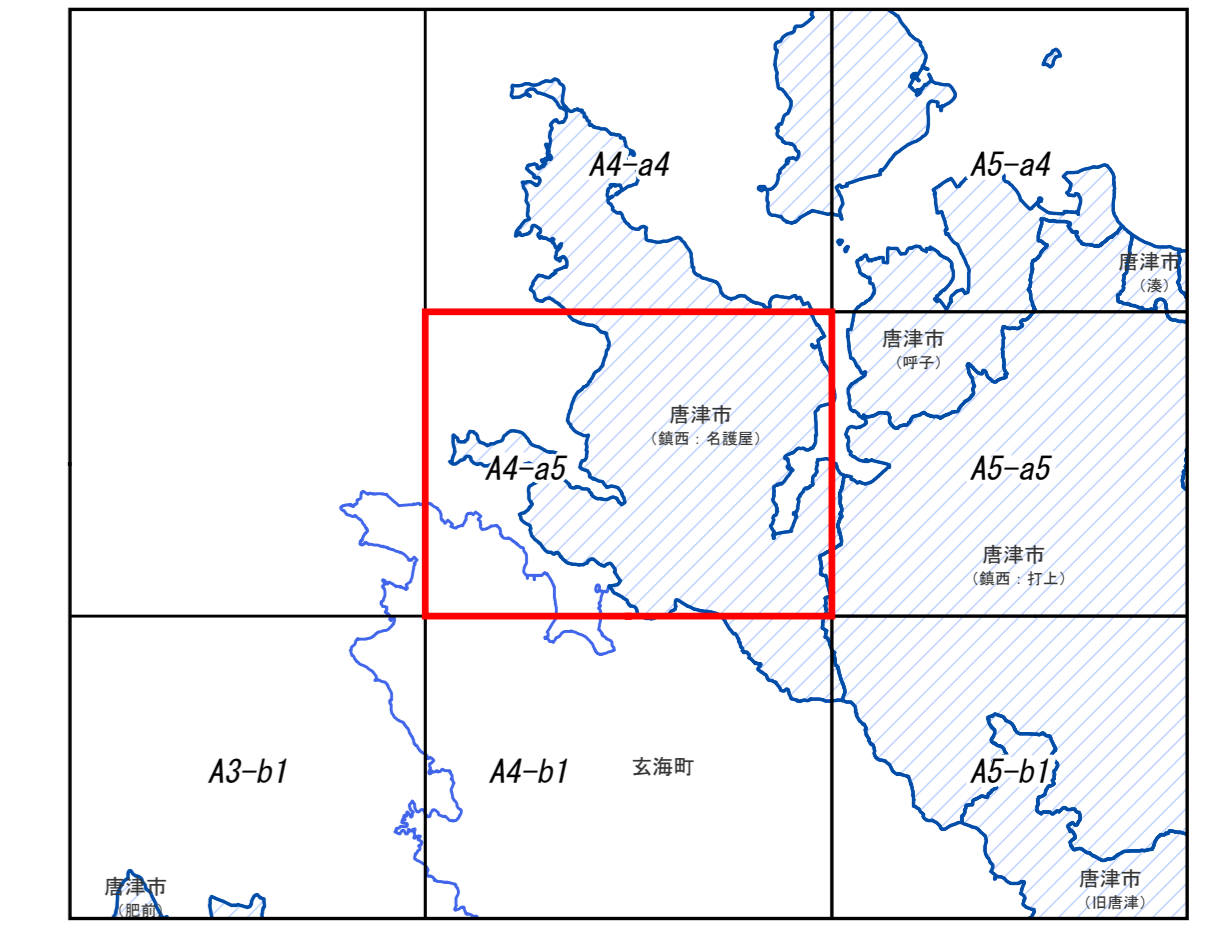 A4-a4
A5-a4
唐津市
（湊）
唐津市
（呼子）
唐津市
（鎮西：名護屋）
A4-a5
A5-a5
唐津市
（鎮西：打上）
A3-b1
A4-b1
玄海町
A5-b1
唐津市
（肥前）
唐津市
（旧唐津）